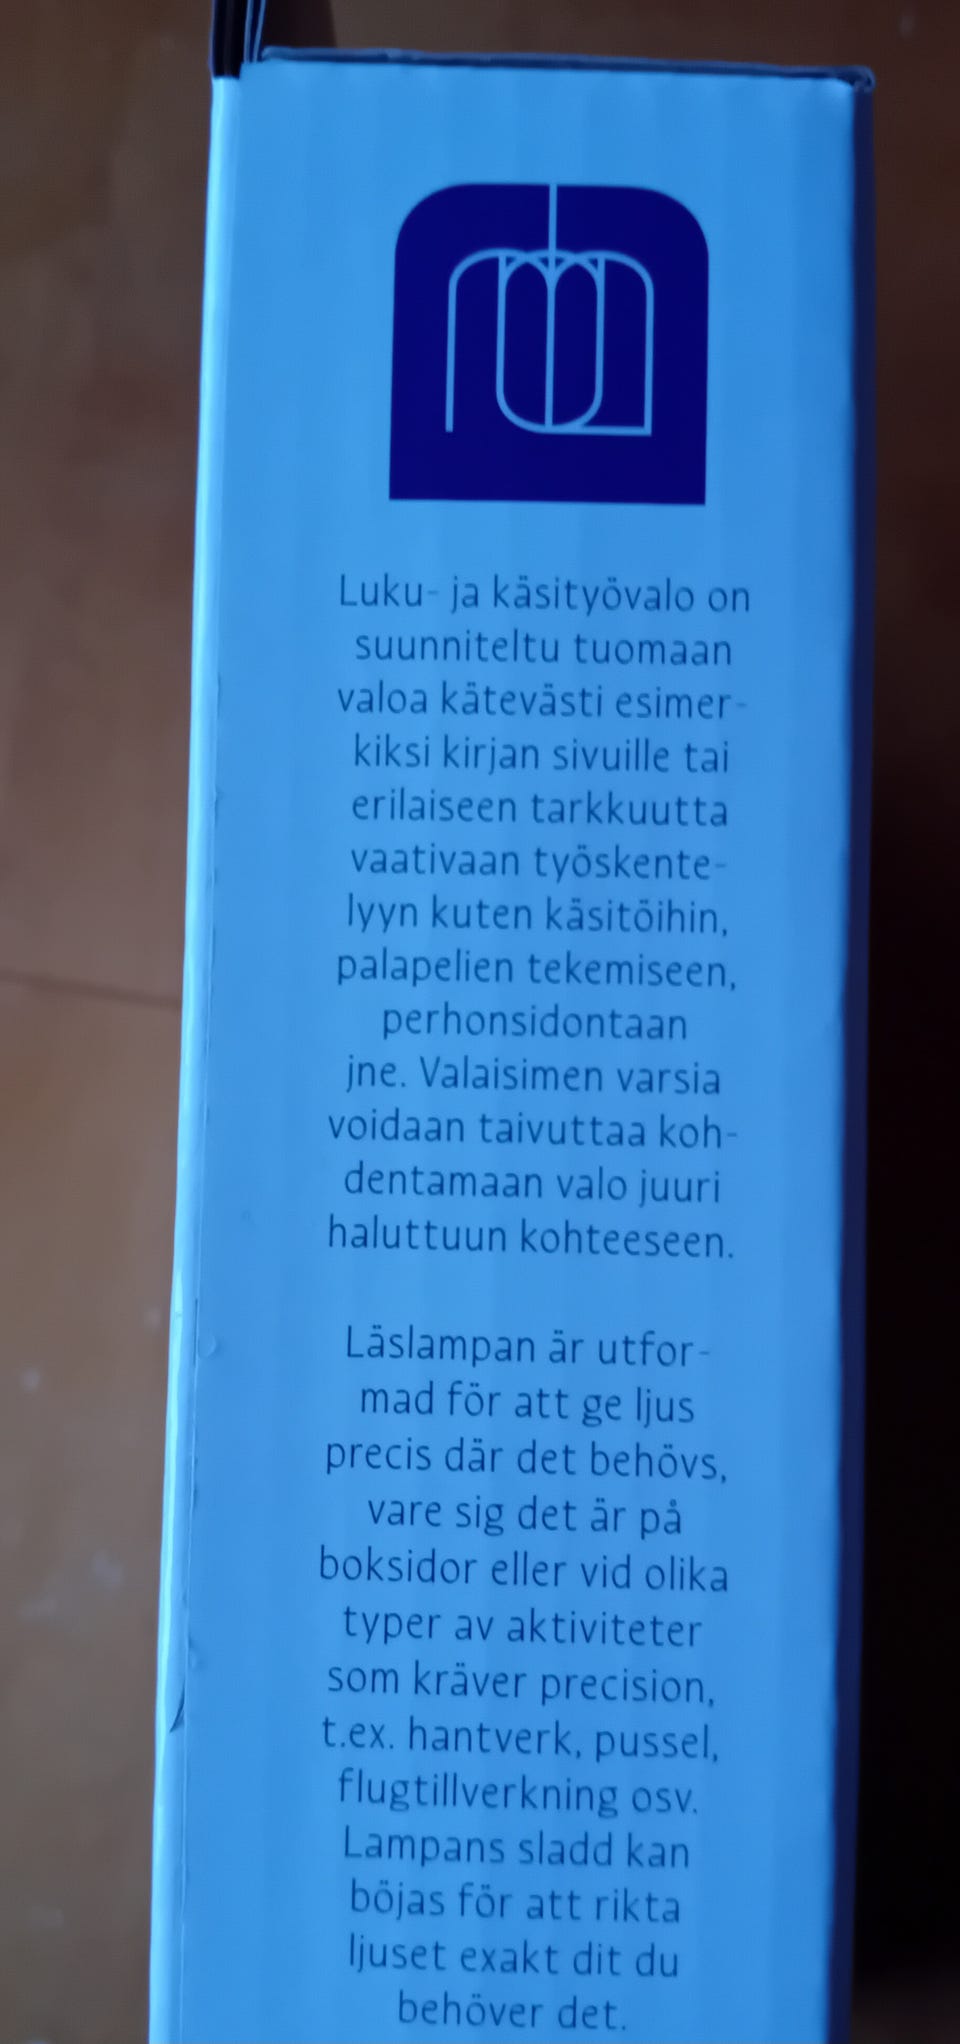 Luku- ja käsityövalo on
suunniteltu tuomaan
valoa kätevästi esimer-
kiksi kirjan sivuille tai
erilaiseen tarkkuutta
vaativaan työskente-
lyyn kuten käsitöihin,
palapelien tekemiseen,
perhonsidontaan
jne. Valaisimen varsia
voidaan taivuttaa koh-
dentamaan valo juuri
haluttuun kohteeseen.
Läslampan är utfor-
mad för att ge ljus
precis där det behövs,
vare sig det är på
boksidor eller vid olika
typer av aktiviteter
som kräver precision,
t.ex. hantverk, pussel,
flugtillverkning osv.
Lampans sladd kan
böjas för att rikta
ljuset exakt dit du
behöver det.